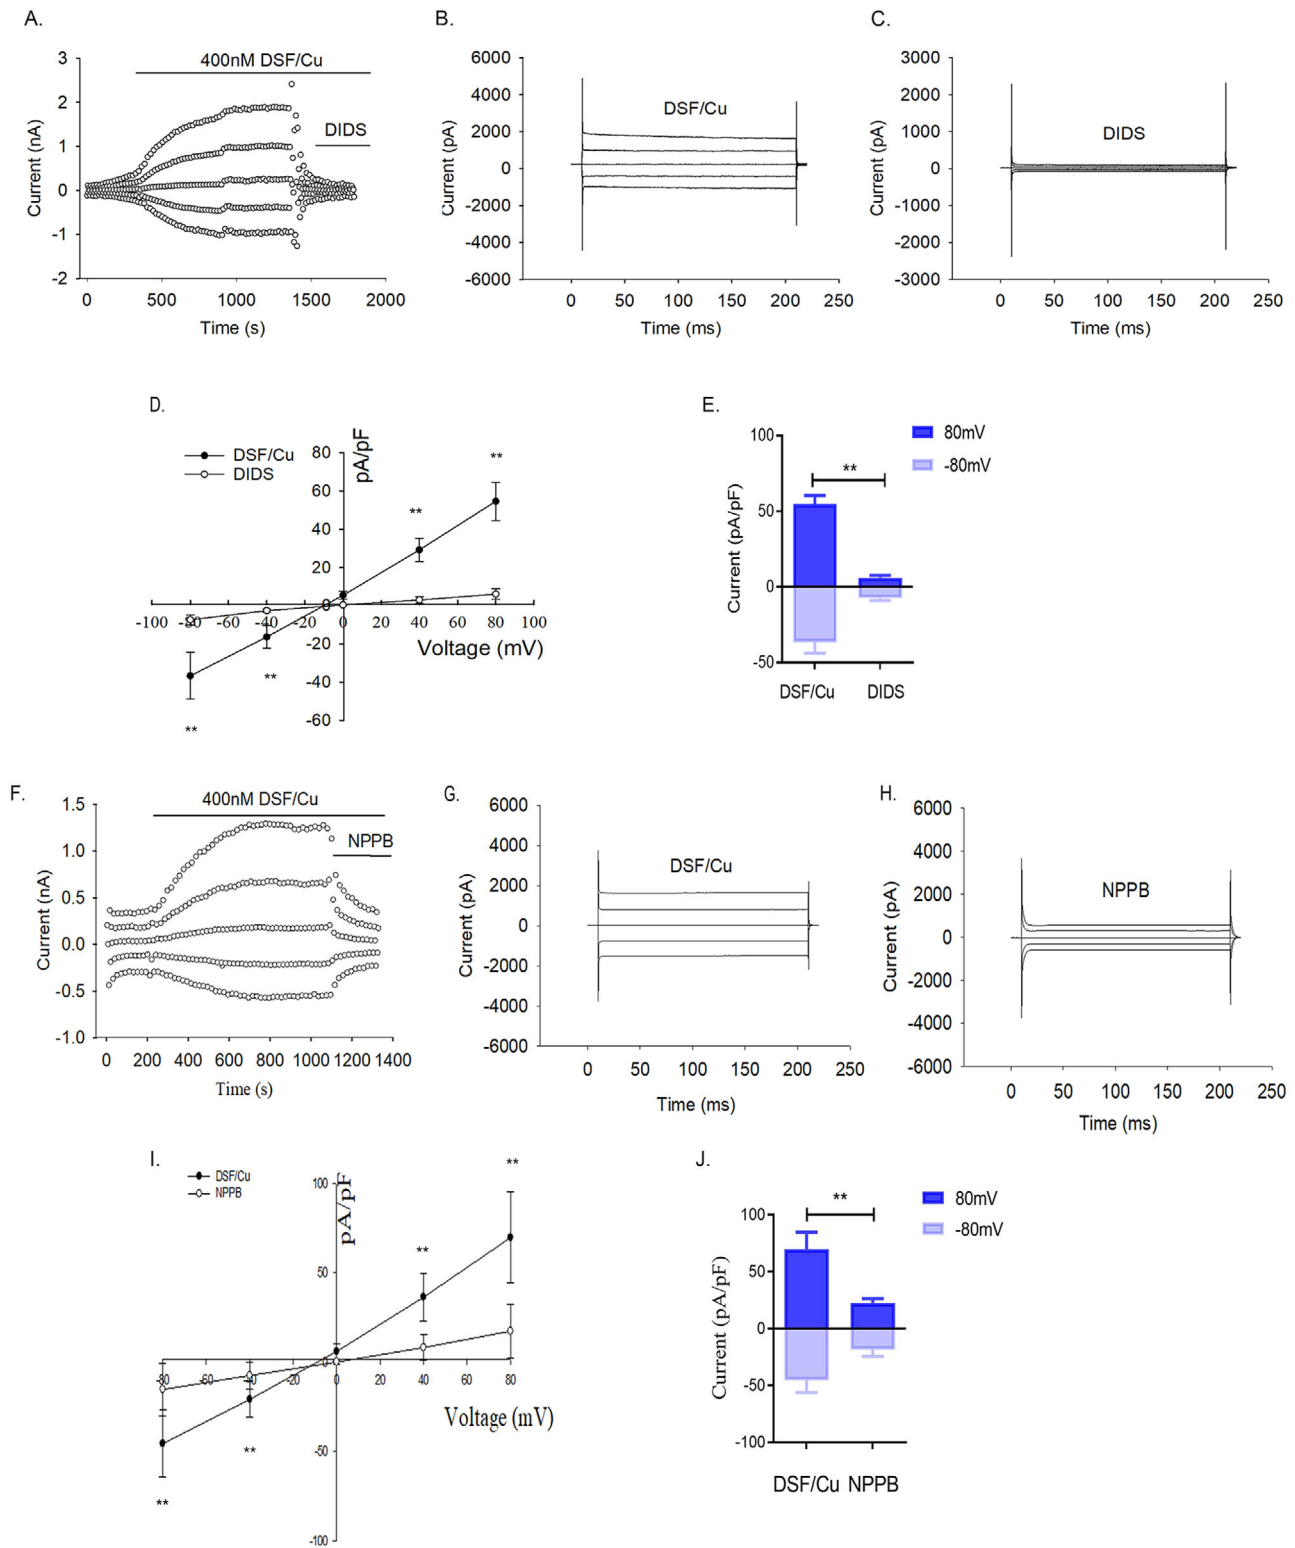 A.
400nM DSF/Cu
DIDS
3
2
1
0
-1
-2
Current (nA)
0 500 1000 1500 2000
Time (s)
B.
DSF/Cu
6000
4000
2000
0
-2000
-4000
-6000
Current (pA)
0 50 100 150 200 250
Time (ms)
C.
DIDS
3000
2000
1000
0
-1000
-2000
-3000
Current (pA)
0 50 100 150 200 250
Time (ms)
D.
DSF/Cu
DIDS
pA/pF
80
60
40
20
-20
-40
-60
-100 -80 -60 -40 -20 0 20 40 60 80 100
Voltage (mV)
**
**
**
**
E.
80mV
-80mV
**
100
50
0
-50
Current (pA/pF)
DSF/Cu DIDS
F.
400nM DSF/Cu
NPPB
1.5
1.0
0.5
0.0
-0.5
-1.0
Current (nA)
0 200 400 600 800 1000 1200 1400
Time (s)
G.
DSF/Cu
6000
4000
2000
0
-2000
-4000
-6000
Current (pA)
0 50 100 150 200 250
Time (ms)
H.
NPPB
6000
4000
2000
0
-2000
-4000
-6000
Current (pA)
0 50 100 150 200 250
Time (ms)
I.
DSF/Cu
NPPB
pA/pF
100
50
0
-50
-100
-80 -60 -40 -20 0 20 40 60 80
Voltage (mV)
**
**
**
**
J.
80mV
-80mV
**
100
50
0
-50
-100
Current (pA/pF)
DSF/Cu NPPB